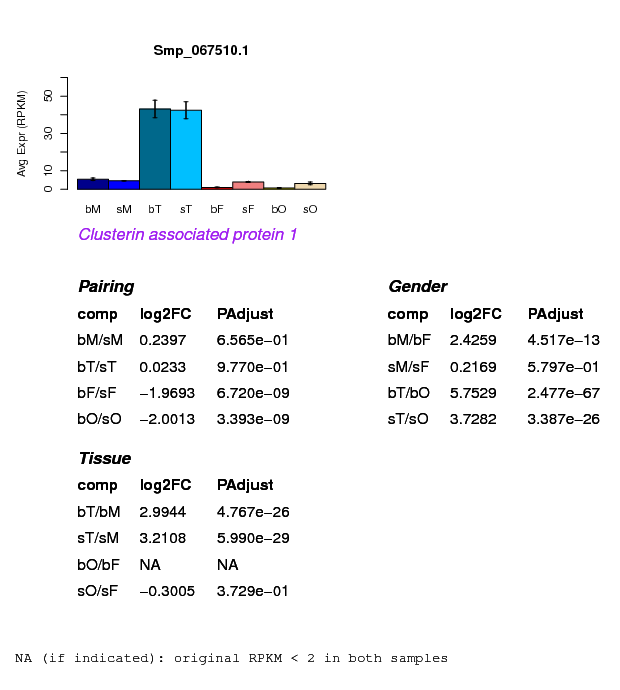 Smp_067510.1
Avg Expr (RPKM)
50
30
10
0
bM sM bT sT bF sF bO sO
Clusterin associated protein 1
Pairing
comp log2FC PAdjust
bM/sM 0.2397 6.565e−01
bT/sT 0.0233 9.770e−01
bF/sF −1.9693 6.720e−09
bO/sO −2.0013 3.393e−09
Gender
comp log2FC PAdjust
bM/bF 2.4259 4.517e−13
sM/sF 0.2169 5.797e−01
bT/bO 5.7529 2.477e−67
sT/sO 3.7282 3.387e−26
Tissue
comp log2FC PAdjust
bT/bM 2.9944 4.767e−26
sT/sM 3.2108 5.990e−29
bO/bF NA NA
sO/sF −0.3005 3.729e−01
NA (if indicated): original RPKM < 2 in both samples